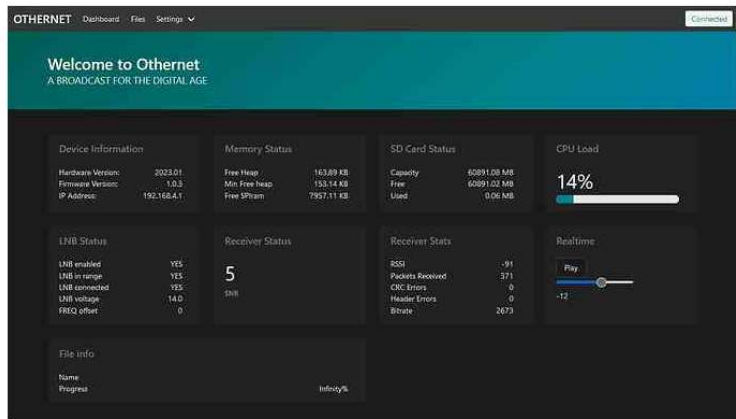 OTHERNET Dashboard Files Settings Connected
Welcome to Othernet
A BROADCAST FOR THE DIGITAL AGE
Device Information
Hardware Version: 2023.01
Firmware Version: 1.0.3
IP Address: 192.168.4.1
Memory Status
Free Heap 163.89 KB
Min Free heap 153.14 KB
Free SPIram 7957.11 KB
SD Card Status
Capacity 60891.08 MB
Free 60891.02 MB
Used 0.06 MB
CPU Load
14%
LNB Status
LNB enabled YES
LNB in range YES
LNB connected YES
LNB voltage 14.0
FREQ offset 0
Receiver Status
5
SNR
Receiver Stats
RSSI -91
Packets Received 371
CRC Errors 0
Header Errors 0
Bitrate 2673
Realtime
Play
-12
File info
Name
Progress Infinity%